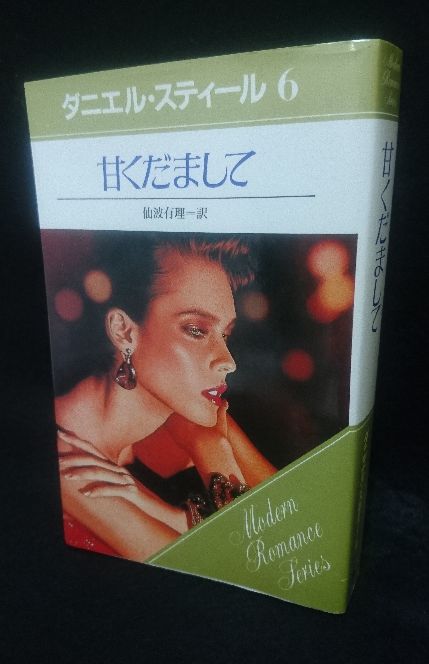 ダニエル・スティール 6
甘くだまして
仙波有理＝訳
Modern
Romance
Series
甘くだまして